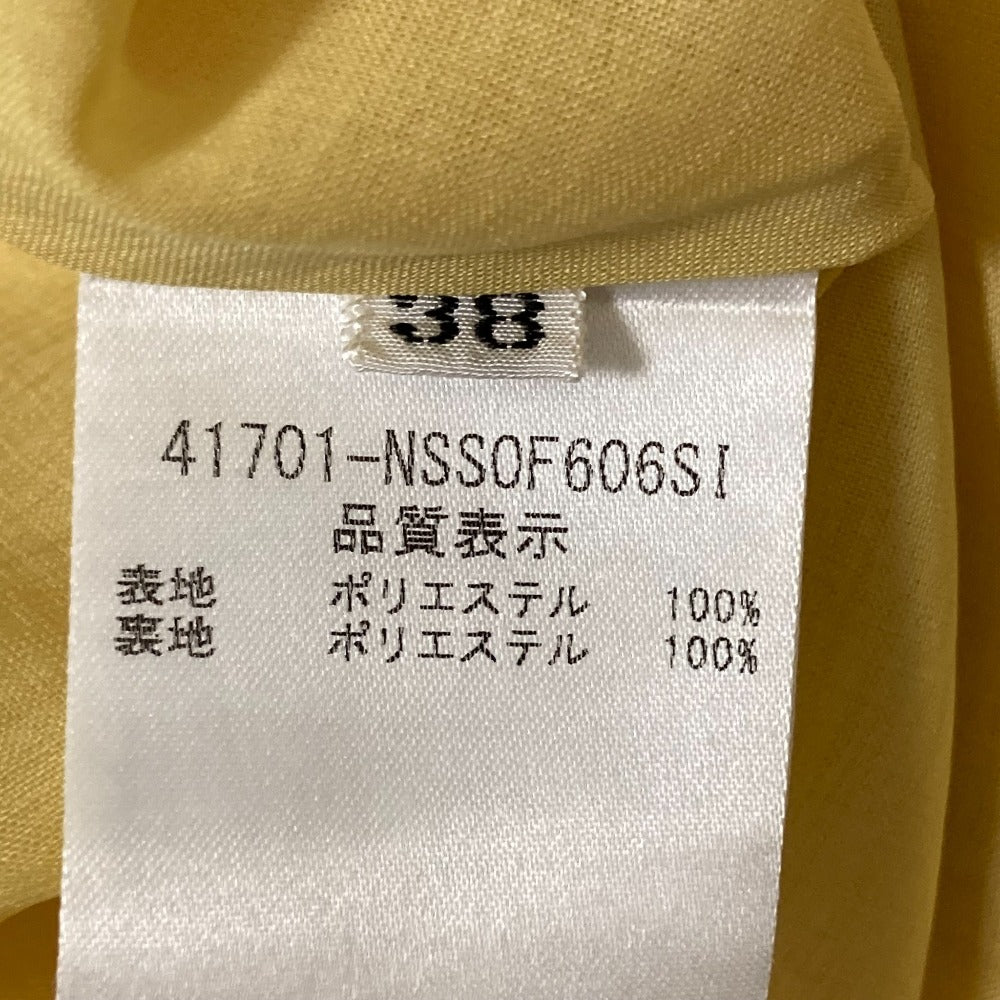 38
41701-NSSOF606SI
品質表示
表地 ポリエステル 100%
裏地 ポリエステル 100%